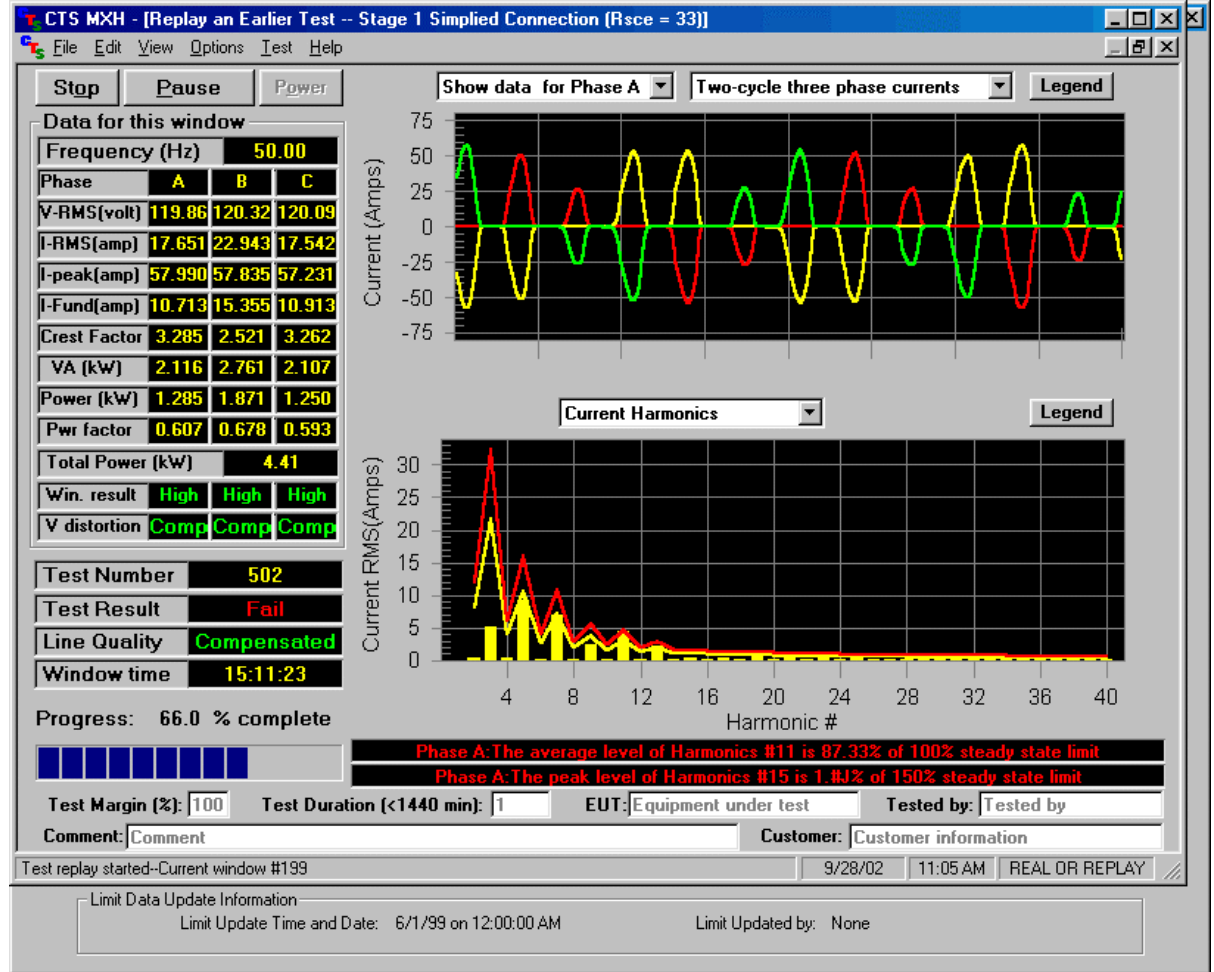 CTS MXH - [Replay an Earlier Test -- Stage 1 Simplied Connection (Rsce = 33)]
File Edit View Options Test Help
Stop Pause Power
Show data for Phase A Two-cycle three phase currents Legend
Data for this window
Frequency (Hz) 50.00
Phase A B C
V-RMS(volt) 119.86 120.32 120.09
I-RMS(amp) 17.651 22.943 17.542
I-peak(amp) 57.990 57.835 57.231
I-Fund(amp) 10.713 15.355 10.913
Crest Factor 3.285 2.521 3.262
VA (kW) 2.116 2.761 2.107
Power (kW) 1.285 1.871 1.250
Pwr factor 0.607 0.678 0.593
Total Power (kW) 4.41
Win. result High High High
V distortion Comp Comp Comp
Test Number 502
Test Result Fail
Line Quality Compensated
Window time 15:11:23
Progress: 66.0 % complete
Current (Amps)
75
50
25
0
-25
-50
-75
Current Harmonics Legend
Current RMS(Amps)
30
25
20
15
10
5
0
4 8 12 16 20 24 28 32 36 40
Harmonic #
Phase A:The average level of Harmonics #11 is 87.33% of 100% steady state limit
Phase A:The peak level of Harmonics #15 is 1.#J% of 150% steady state limit
Test Margin (%): 100 Test Duration (<1440 min): 1 EUT: Equipment under test Tested by: Tested by
Comment: Comment Customer: Customer information
Test replay started--Current window #199 9/28/02 11:05 AM REAL OR REPLAY
Limit Data Update Information
Limit Update Time and Date: 6/1/99 on 12:00:00 AM Limit Updated by: None